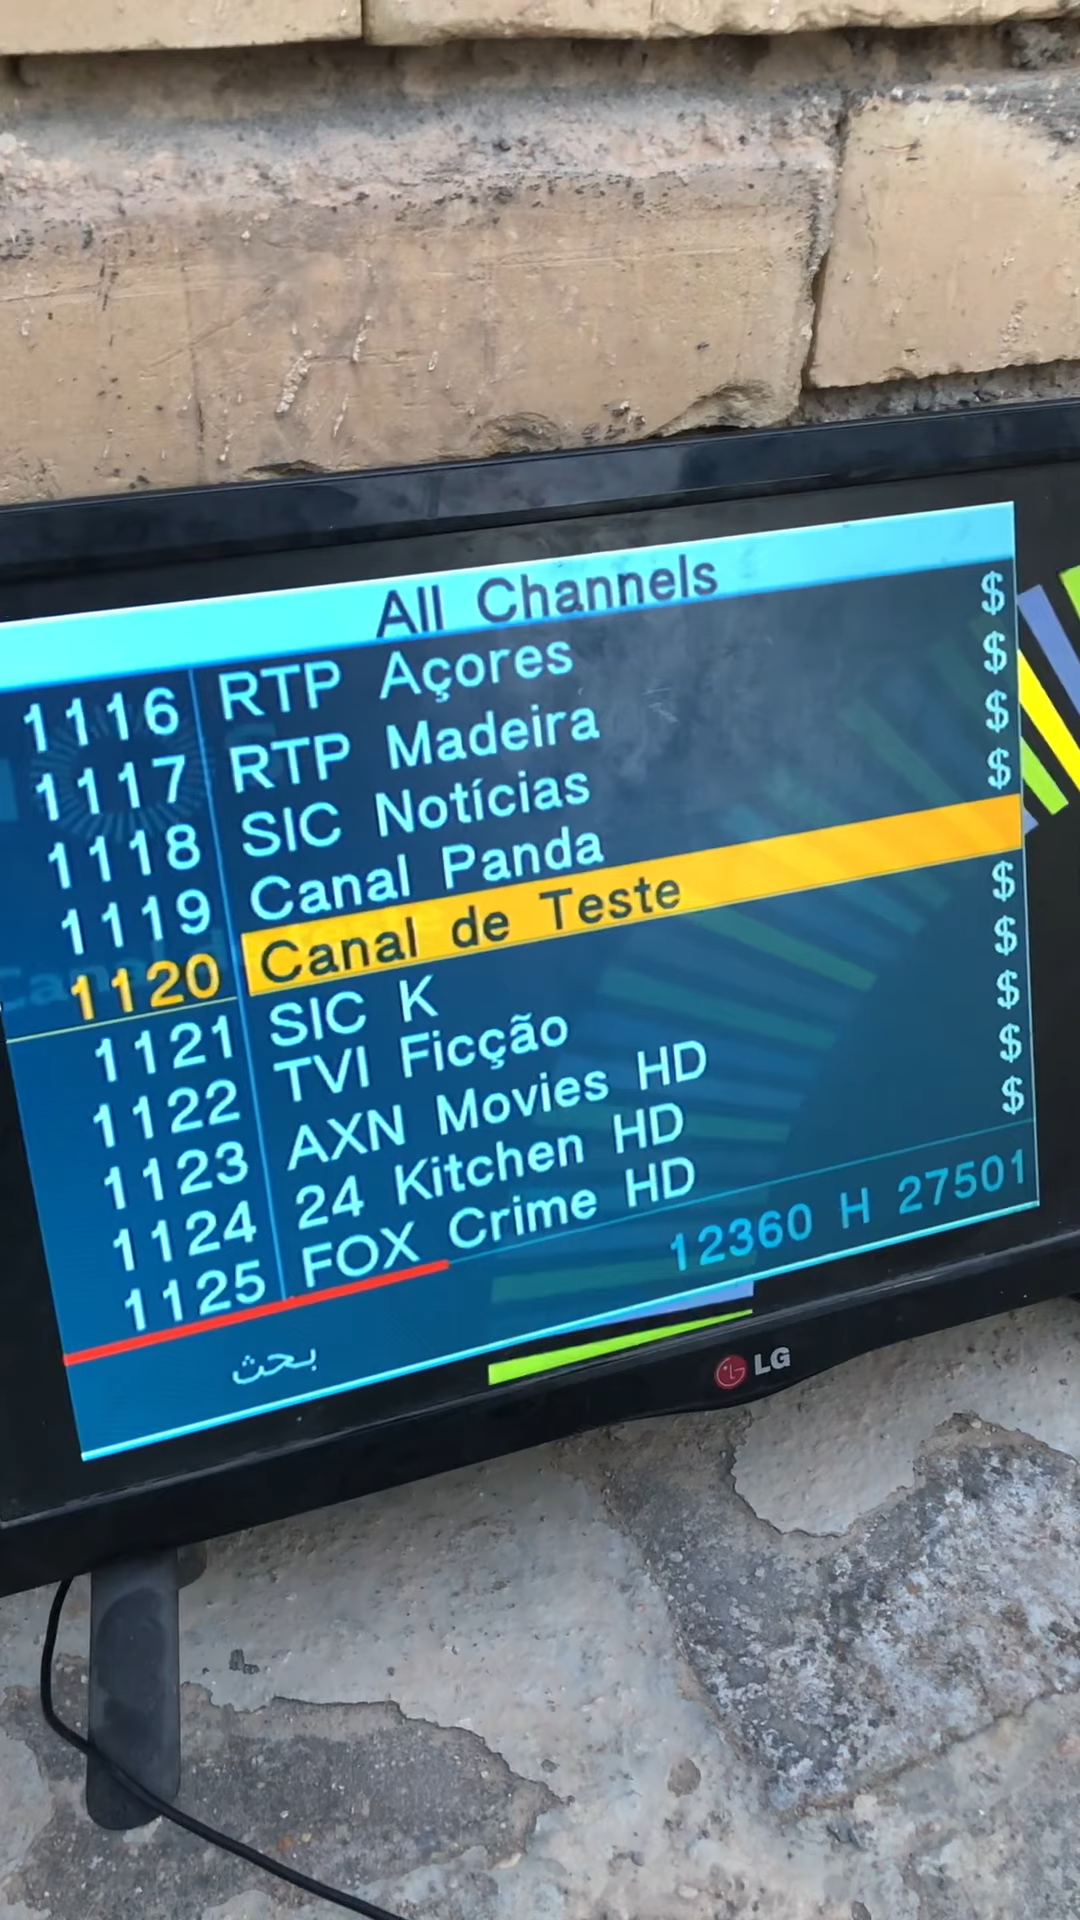 All Channels
1116 RTP Açores $
1117 RTP Madeira $
1118 SIC Notícias $
1119 Canal Panda $
1120 Canal de Teste
1121 SIC K $
1122 TVI Ficção $
1123 AXN Movies HD $
1124 24 Kitchen HD $
1125 FOX Crime HD $
12360 H 27501
بحث
LG